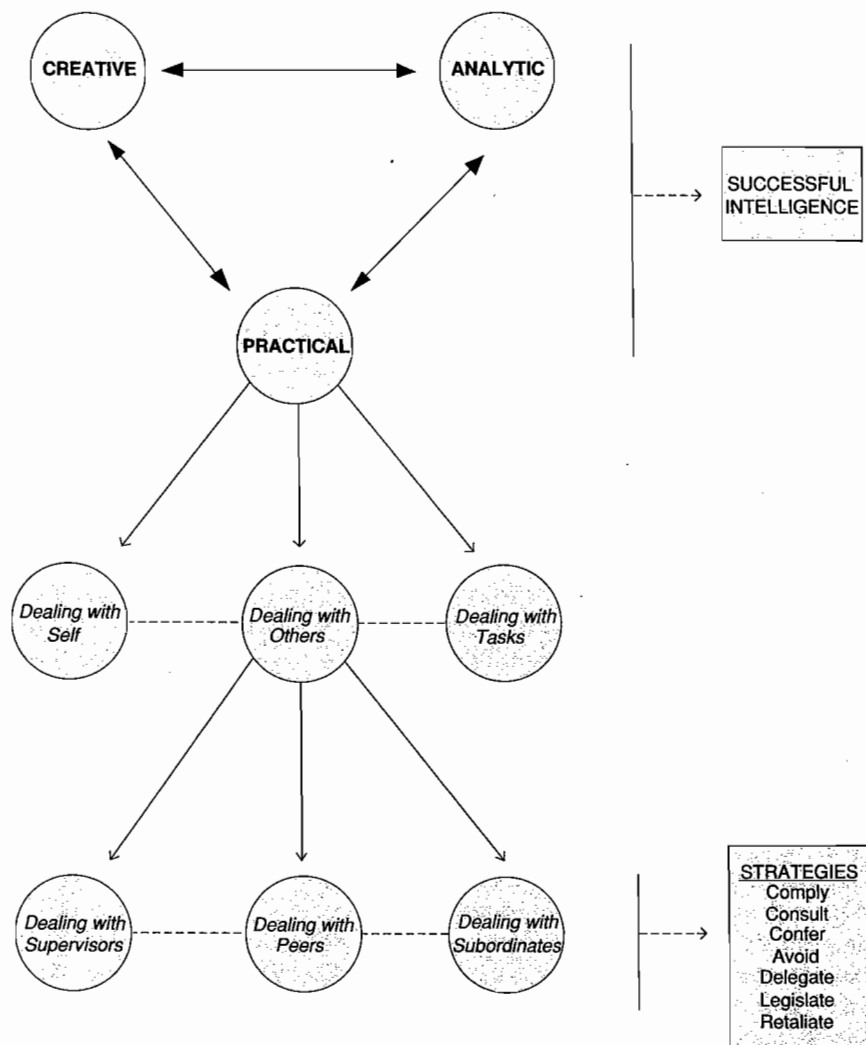 CREATIVE
ANALYTIC
SUCCESSFUL
INTELLIGENCE
PRACTICAL
Dealing with
Self
Dealing with
Others
Dealing with
Tasks
Dealing with
Supervisors
Dealing with
Peers
Dealing with
Subordinates
STRATEGIES
Comply
Consult
Confer
Avoid
Delegate
Legislate
Retaliate